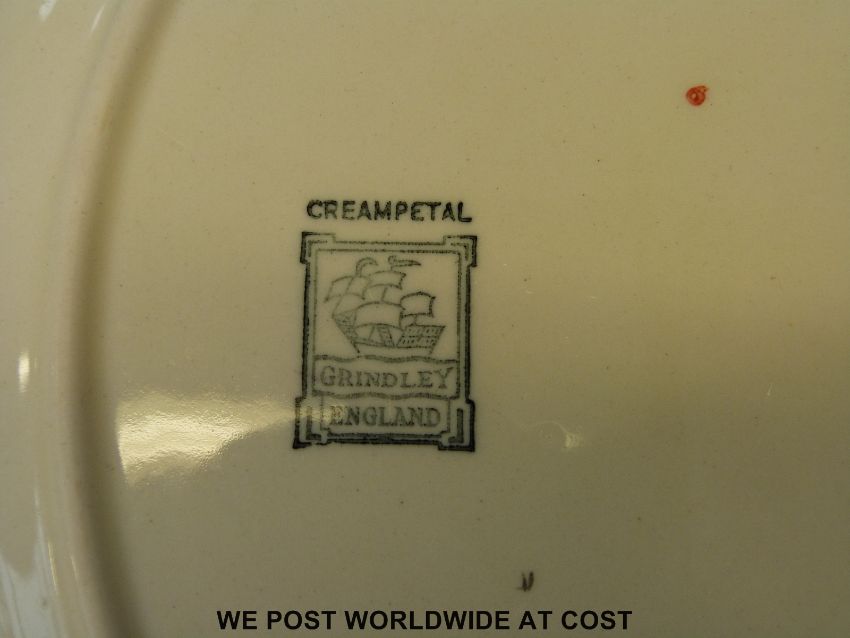 CREAMPETAL
GRINDLEY
ENGLAND
WE POST WORLDWIDE AT COST